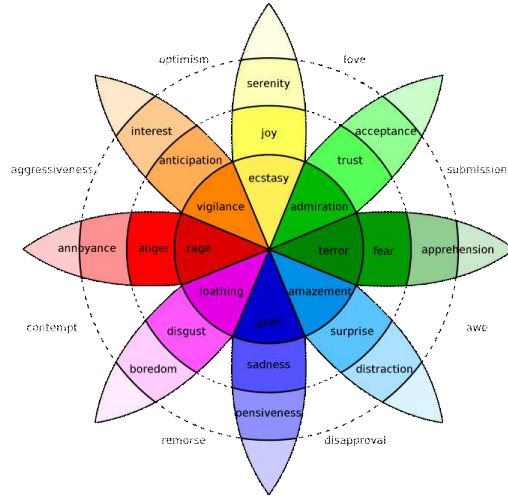 optimism
love
serenity
interest
acceptance
joy
anticipation
trust
aggressiveness
submission
ecstasy
vigilance
admiration
annoyance
anger
rage
terror
fear
apprehension
loathing
amazement
grief
contempt
disgust
surprise
awe
boredom
sadness
distraction
pensiveness
remorse
disapproval